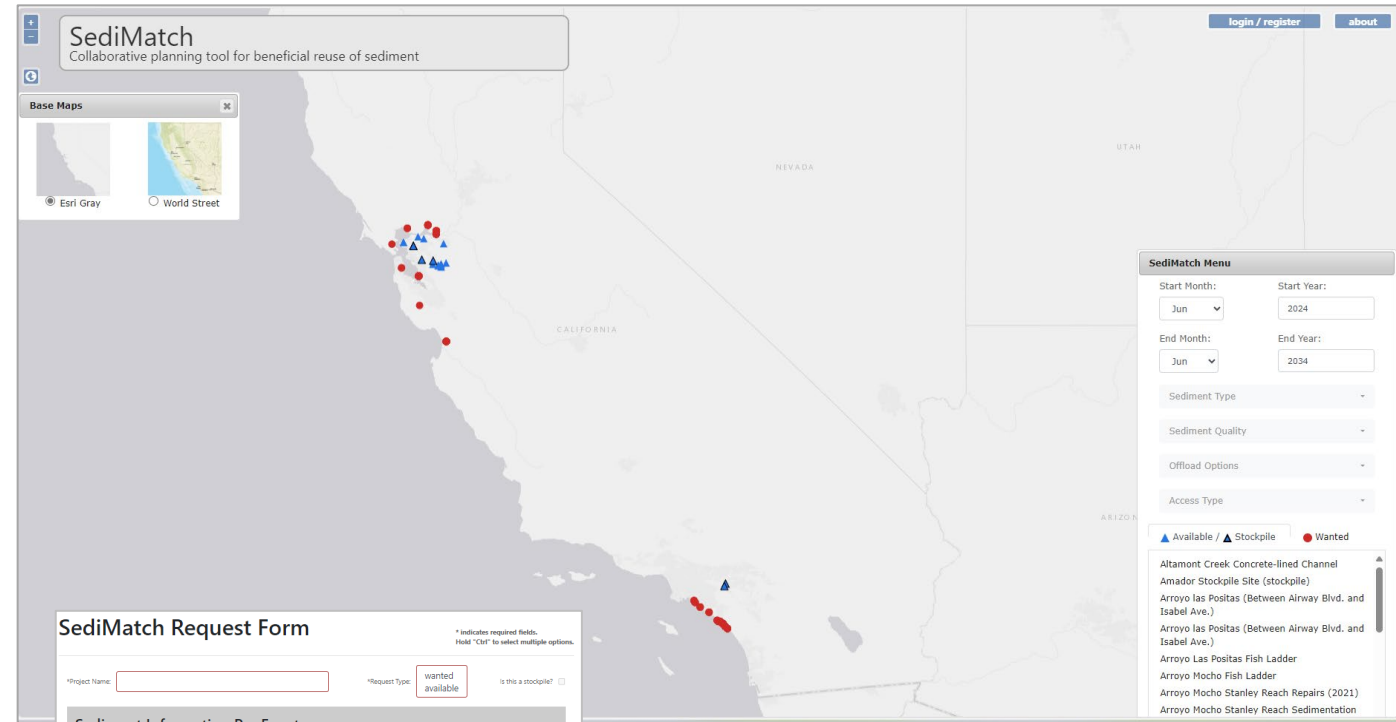 +
-
SediMatch
Collaborative planning tool for beneficial reuse of sediment
login / register
about
Base Maps
Esri Gray
World Street
NEVADA
UTAH
CALIFORNIA
SediMatch Menu
Start Month:
Start Year:
Jun
2024
End Month:
End Year:
Jun
2034
Sediment Type
Sediment Quality
Offload Options
Access Type
Available / Stockpile
Wanted
Altamont Creek Concrete-lined Channel
Amador Stockpile Site (stockpile)
Arroyo las Positas (Between Airway Blvd. and
Isabel Ave.)
Arroyo las Positas (Between Airway Blvd. and
Isabel Ave.)
Arroyo Las Positas Fish Ladder
Arroyo Mocho Fish Ladder
Arroyo Mocho Stanley Reach Repairs (2021)
Arroyo Mocho Stanley Reach Sedimentation
SediMatch Request Form
* indicates required fields.
Hold "Ctrl" to select multiple options.
*Project Name:
*Request Type:
wanted
available
Is this a stockpile?